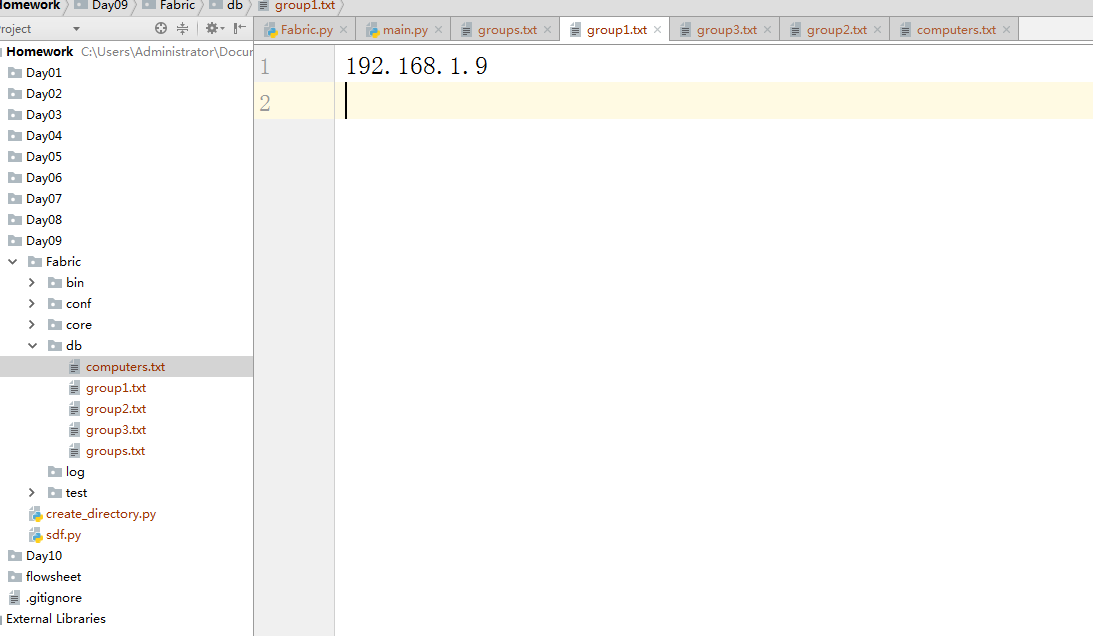 Homework Day09 Fabric db group1.txt
Project
Fabric.py main.py groups.txt group1.txt group3.txt group2.txt computers.txt
Homework C:\Users\Administrator\Docur
Day01
Day02
Day03
Day04
Day05
Day06
Day07
Day08
Day09
Fabric
bin
conf
core
db
computers.txt
group1.txt
group2.txt
group3.txt
groups.txt
log
test
create_directory.py
sdf.py
Day10
flowsheet
.gitignore
External Libraries
1 192.168.1.9
2